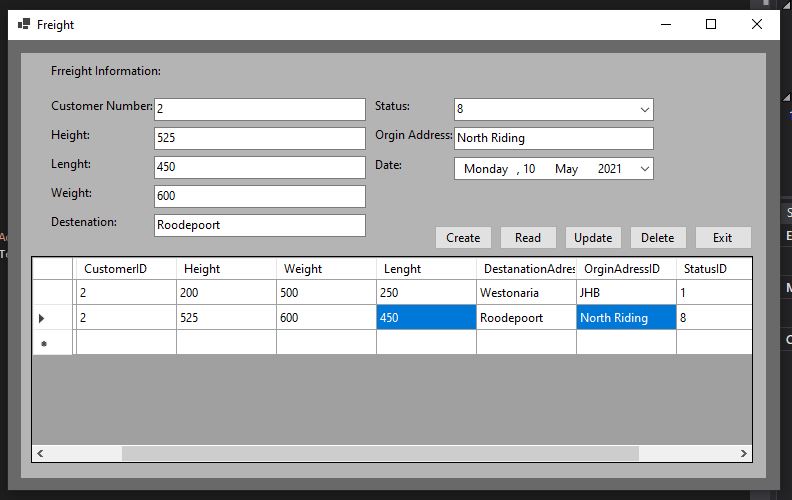 Freight
Frreight Information:
Customer Number: 2 Status: 8
Height: 525 Orgin Address: North Riding
Lenght: 450 Date: Monday , 10 May 2021
Weight: 600
Destenation: Roodepoort
Create Read Update Delete Exit
CustomerID Height Weight Lenght DestanationAdres OrginAdressID StatusID
2 200 500 250 Westonaria JHB 1
2 525 600 450 Roodepoort North Riding 8